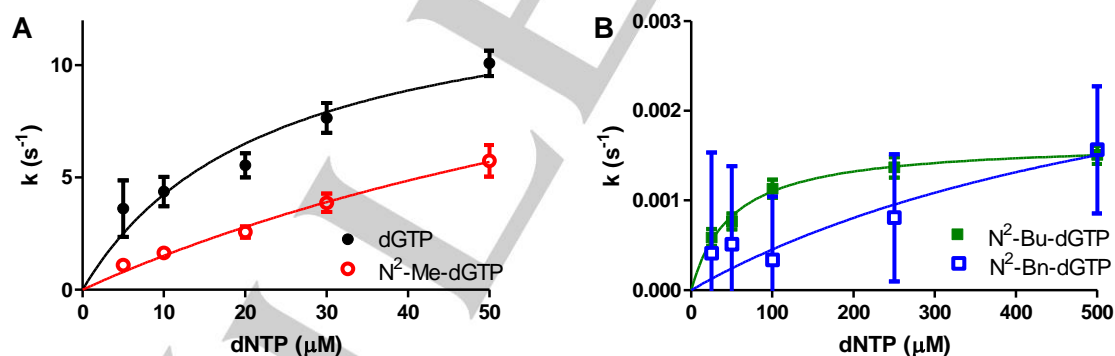 A
k (s⁻¹)
10
5
0
0 10 20 30 40 50
dNTP (μM)
dGTP
N²-Me-dGTP
B
k (s⁻¹)
0.003
0.002
0.001
0.000
0 100 200 300 400 500
dNTP (μM)
N²-Bu-dGTP
N²-Bn-dGTP